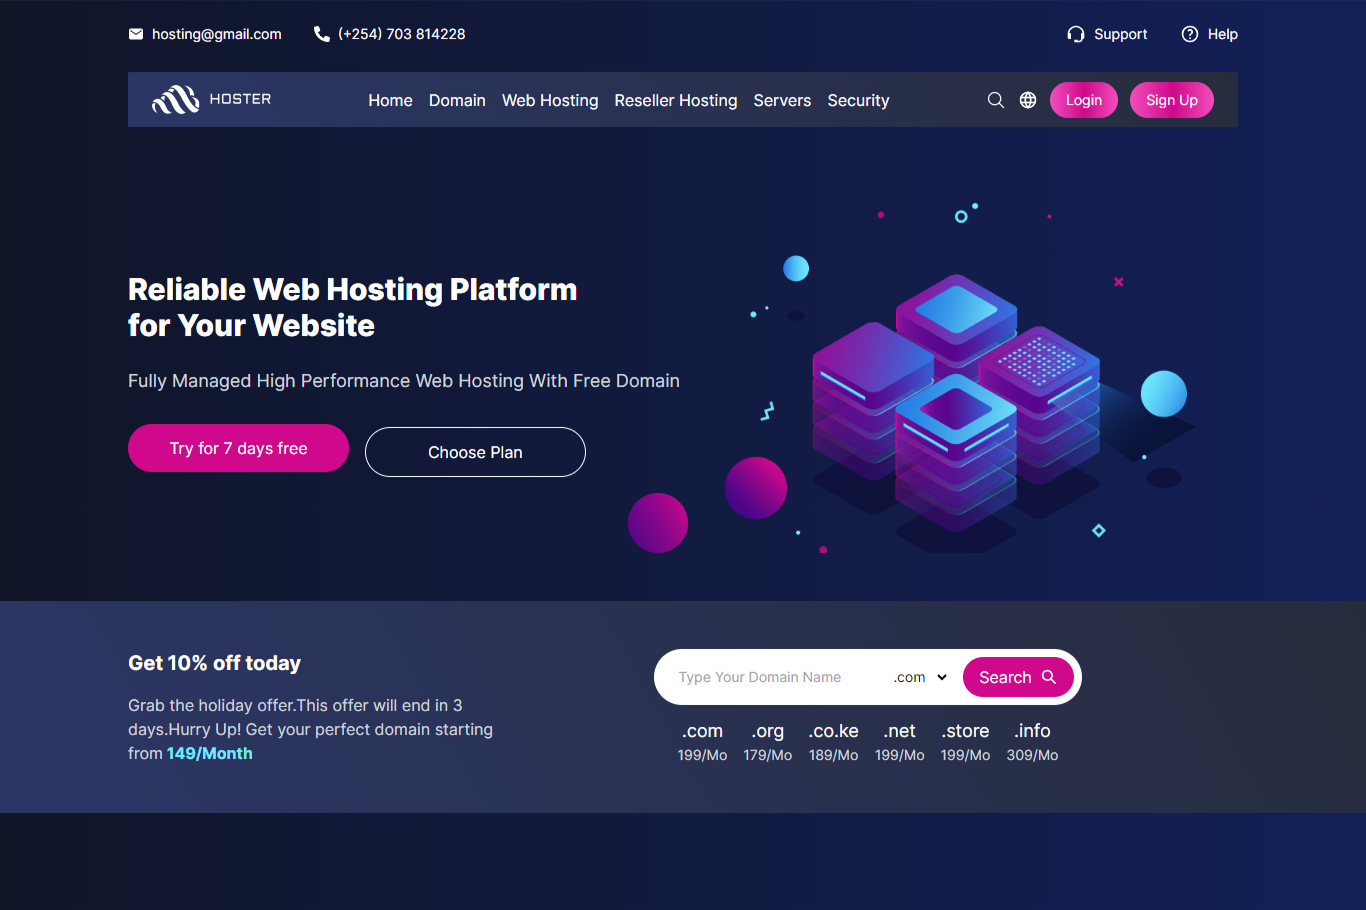 hosting@gmail.com (+254) 703 814228 Support Help
HOSTER Home Domain Web Hosting Reseller Hosting Servers Security Login Sign Up
Reliable Web Hosting Platform
for Your Website
Fully Managed High Performance Web Hosting With Free Domain
Try for 7 days free Choose Plan
Get 10% off today
Grab the holiday offer.This offer will end in 3
days.Hurry Up! Get your perfect domain starting
from 149/Month
Type Your Domain Name .com Search
.com .org .co.ke .net .store .info
199/Mo 179/Mo 189/Mo 199/Mo 199/Mo 309/Mo